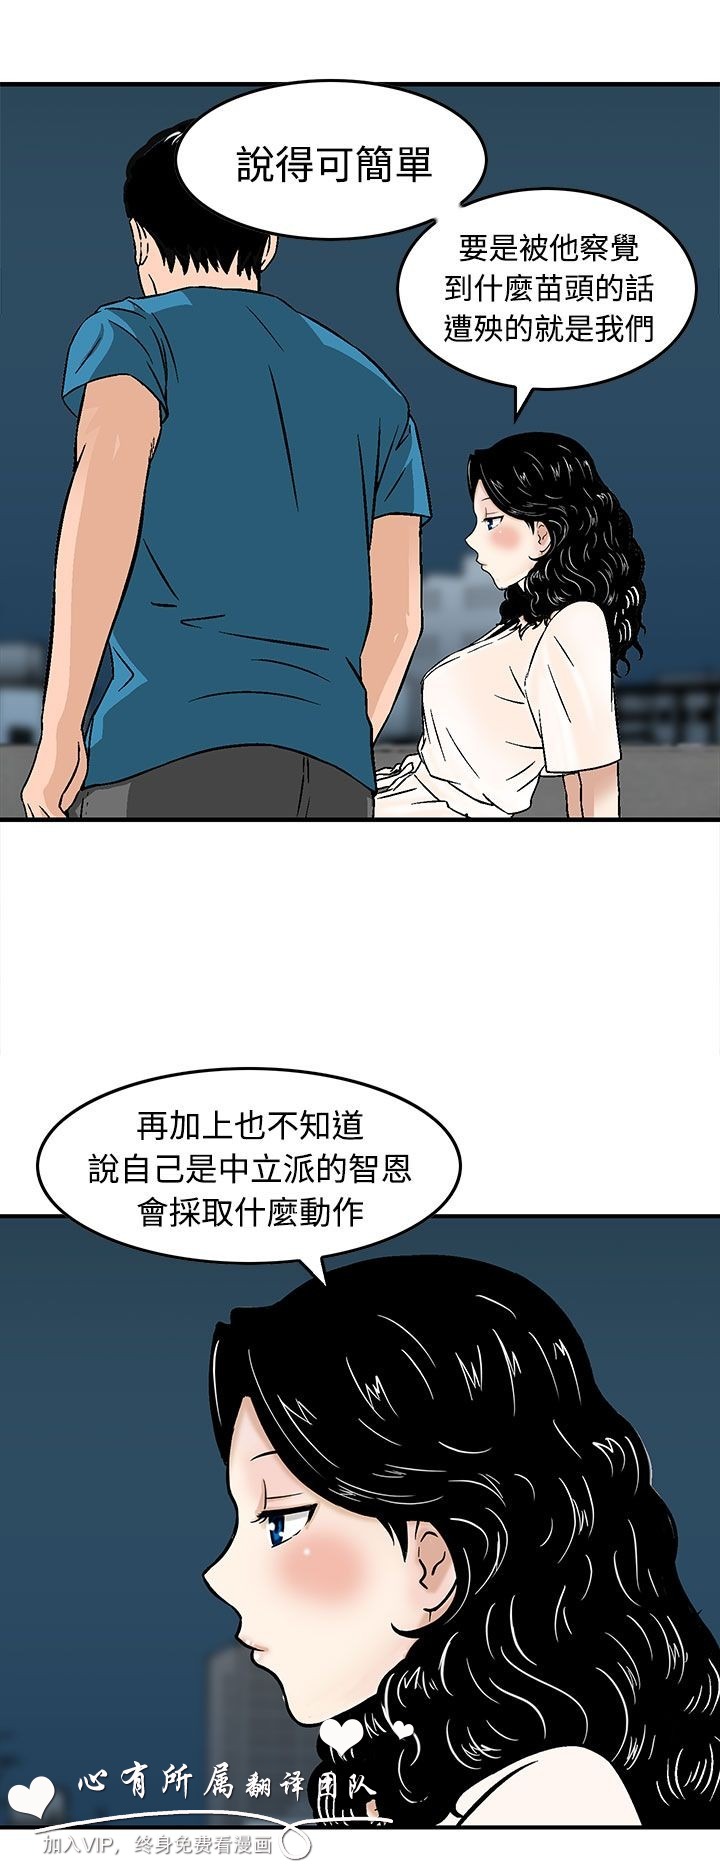 說得可簡單
要是被他察覺
到什麼苗頭的話
遭殃的就是我們
再加上也不知道
說自己是中立派的智恩
會採取什麼動作
心有所属翻译团队
加入VIP，终身免费看漫画